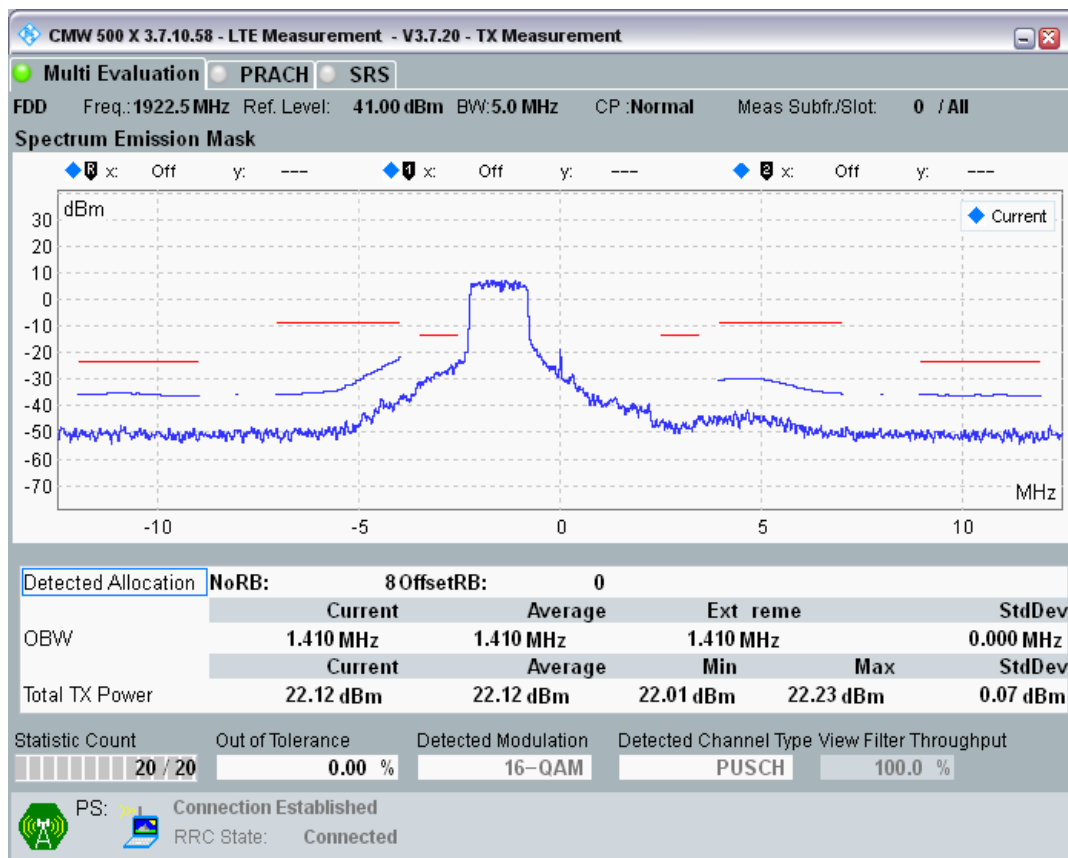 CMW 500 X 3.7.10.58 - LTE Measurement - V3.7.20 - TX Measurement
Multi Evaluation PRACH SRS
FDD Freq.: 1922.5 MHz Ref. Level: 41.00 dBm BW: 5.0 MHz CP : Normal Meas Subfr./Slot: 0 / All
Spectrum Emission Mask
R x: Off y: --- 1 x: Off y: --- 2 x: Off y: ---
dBm
Current
30
20
10
0
-10
-20
-30
-40
-50
-60
-70
MHz
-10 -5 0 5 10
Detected Allocation NoRB: 8 OffsetRB: 0
Current Average Ext reme StdDev
OBW 1.410 MHz 1.410 MHz 1.410 MHz 0.000 MHz
Current Average Min Max StdDev
Total TX Power 22.12 dBm 22.12 dBm 22.01 dBm 22.23 dBm 0.07 dBm
Statistic Count Out of Tolerance Detected Modulation Detected Channel Type View Filter Throughput
20 / 20 0.00 % 16-QAM PUSCH 100.0 %
PS: Connection Established
RRC State: Connected